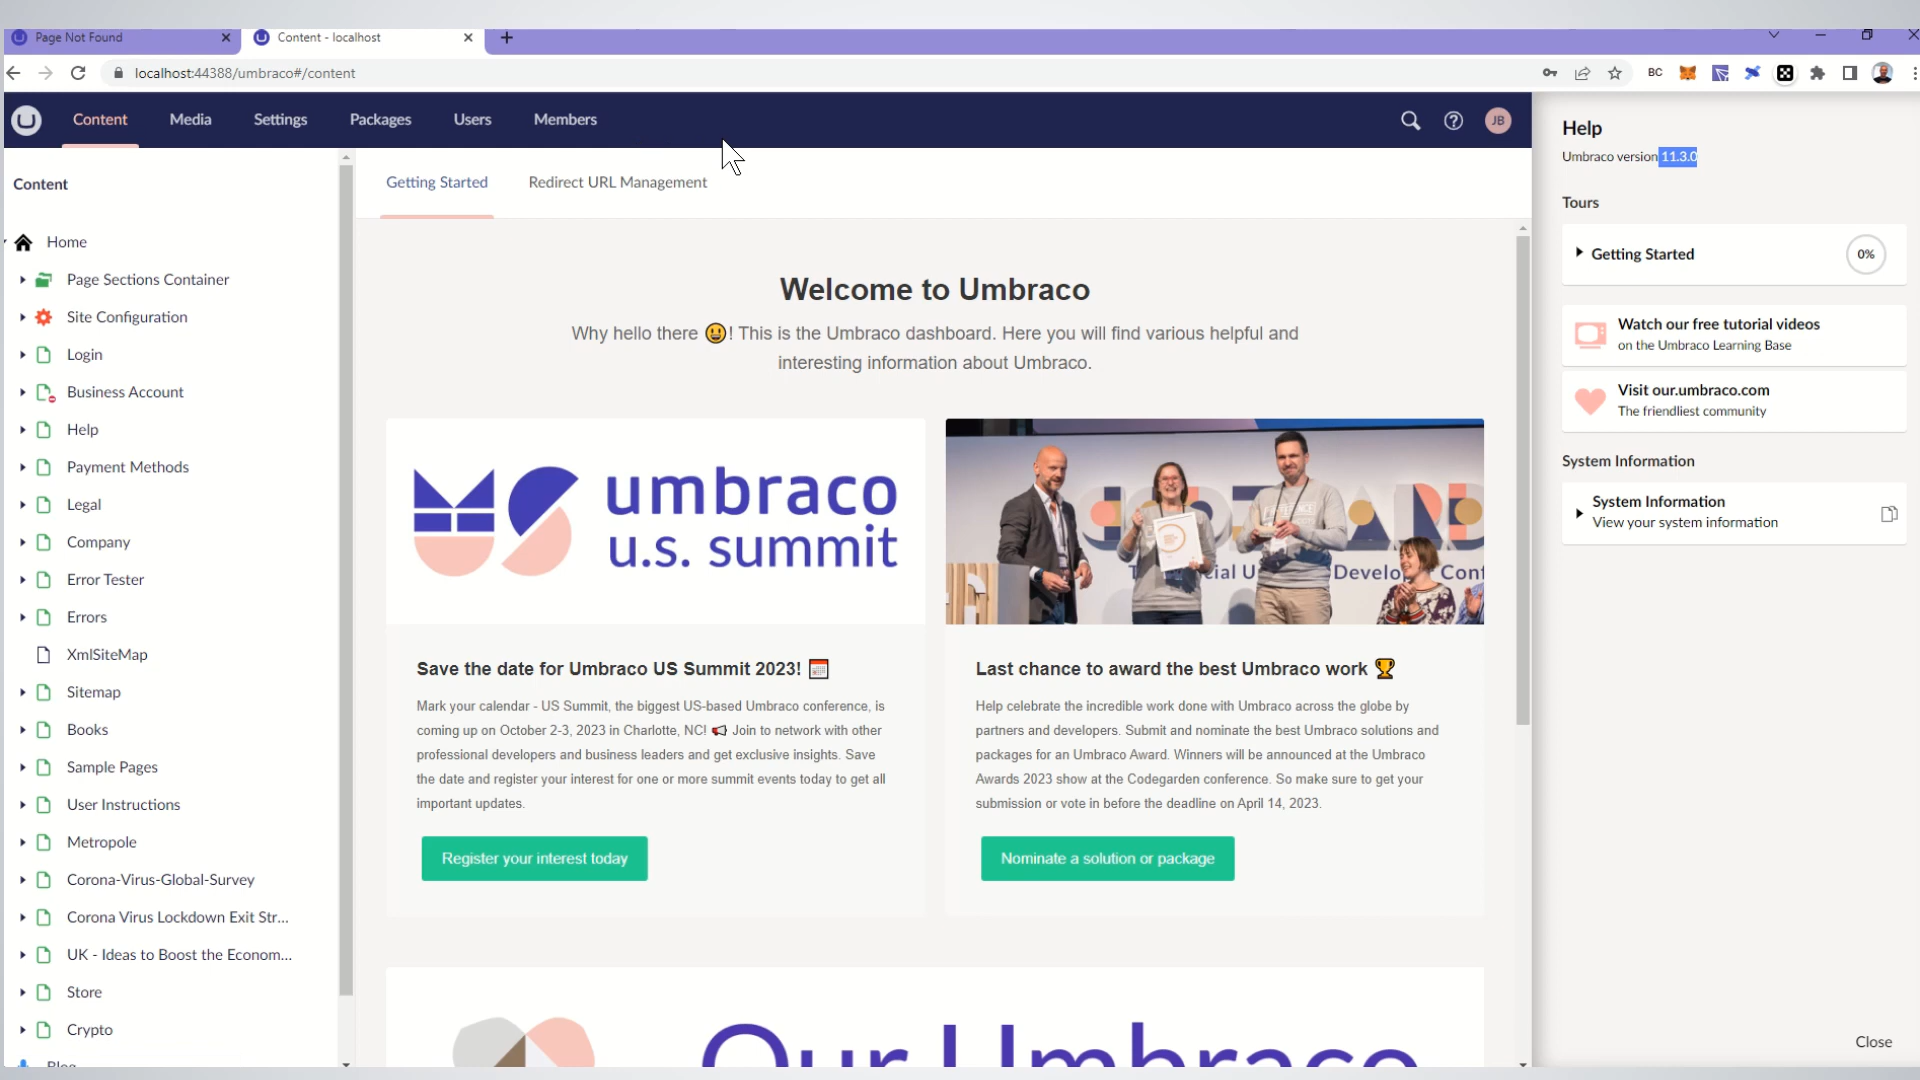 Page Not Found
Content - localhost
localhost:44388/umbraco#/content
BC
Content
Media
Settings
Packages
Users
Members
JB
Content
Home
Page Sections Container
Site Configuration
Login
Business Account
Help
Payment Methods
Legal
Company
Error Tester
Errors
XmlSiteMap
Sitemap
Books
Sample Pages
User Instructions
Metropole
Corona-Virus-Global-Survey
Corona Virus Lockdown Exit Str...
UK - Ideas to Boost the Econom...
Store
Crypto
Blog
Getting Started
Redirect URL Management
Welcome to Umbraco
Why hello there 😃! This is the Umbraco dashboard. Here you will find various helpful and
interesting information about Umbraco.
umbraco
u.s. summit
Save the date for Umbraco US Summit 2023! 📅
Mark your calendar - US Summit, the biggest US-based Umbraco conference, is
coming up on October 2-3, 2023 in Charlotte, NC! 📢 Join to network with other
professional developers and business leaders and get exclusive insights. Save
the date and register your interest for one or more summit events today to get all
important updates.
Register your interest today
Last chance to award the best Umbraco work 🏆
Help celebrate the incredible work done with Umbraco across the globe by
partners and developers. Submit and nominate the best Umbraco solutions and
packages for an Umbraco Award. Winners will be announced at the Umbraco
Awards 2023 show at the Codegarden conference. So make sure to get your
submission or vote in before the deadline on April 14, 2023.
Nominate a solution or package
Our Umbraco
Help
Umbraco version 11.3.0
Tours
Getting Started
0%
Watch our free tutorial videos
on the Umbraco Learning Base
Visit our.umbraco.com
The friendliest community
System Information
System Information
View your system information
Close